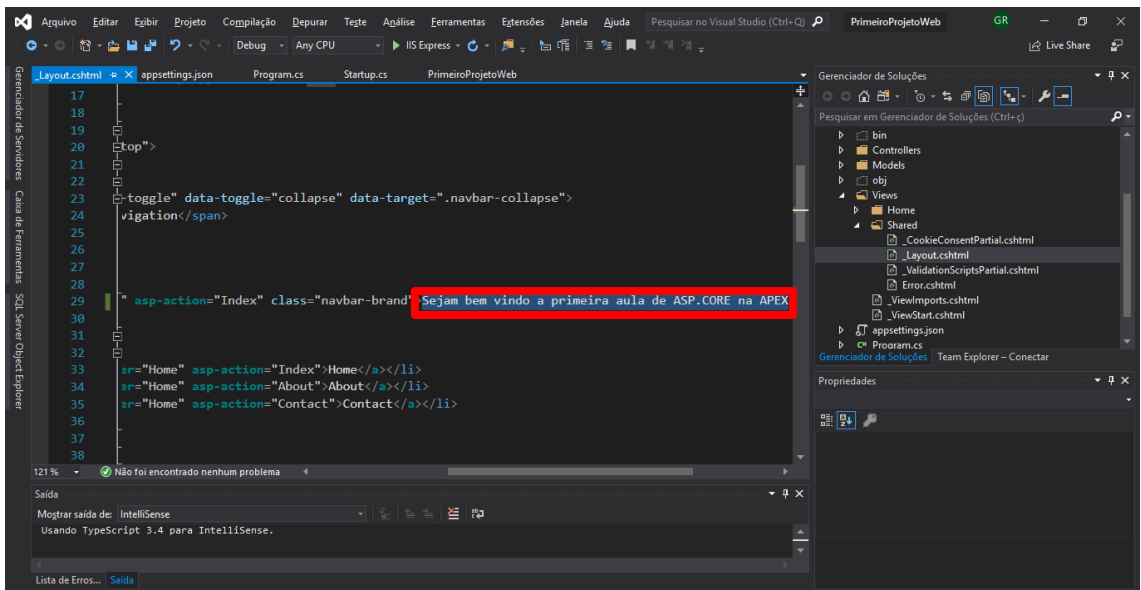 Arquivo Editar Exibir Projeto Compilação Depurar Teste Análise Ferramentas Extensões Janela Ajuda Pesquisar no Visual Studio (Ctrl+Q) PrimeiroProjetoWeb GR
Debug Any CPU IIS Express Live Share
_Layout.cshtml appsettings.json Program.cs Startup.cs PrimeiroProjetoWeb
Gerenciador de Servidores
Caixa de Ferramentas
SQL Server Object Explorer
17
18
19
20 top">
21
22
23 -toggle" data-toggle="collapse" data-target=".navbar-collapse">
24 vigation</span>
25
26
27
28
29 " asp-action="Index" class="navbar-brand" Sejam bem vindo a primeira aula de ASP.CORE na APEX
30
31
32
33 er="Home" asp-action="Index">Home</a></li>
34 er="Home" asp-action="About">About</a></li>
35 er="Home" asp-action="Contact">Contact</a></li>
36
37
38
121 % Não foi encontrado nenhum problema
Saída
Mostrar saída de: IntelliSense
Usando TypeScript 3.4 para IntelliSense.
Lista de Erros... Saída
Gerenciador de Soluções
Pesquisar em Gerenciador de Soluções (Ctrl+ç)
bin
Controllers
Models
obj
Views
Home
Shared
_CookieConsentPartial.cshtml
_Layout.cshtml
_ValidationScriptsPartial.cshtml
Error.cshtml
_ViewImports.cshtml
_ViewStart.cshtml
appsettings.json
C# Program.cs
Gerenciador de Soluções Team Explorer – Conectar
Propriedades